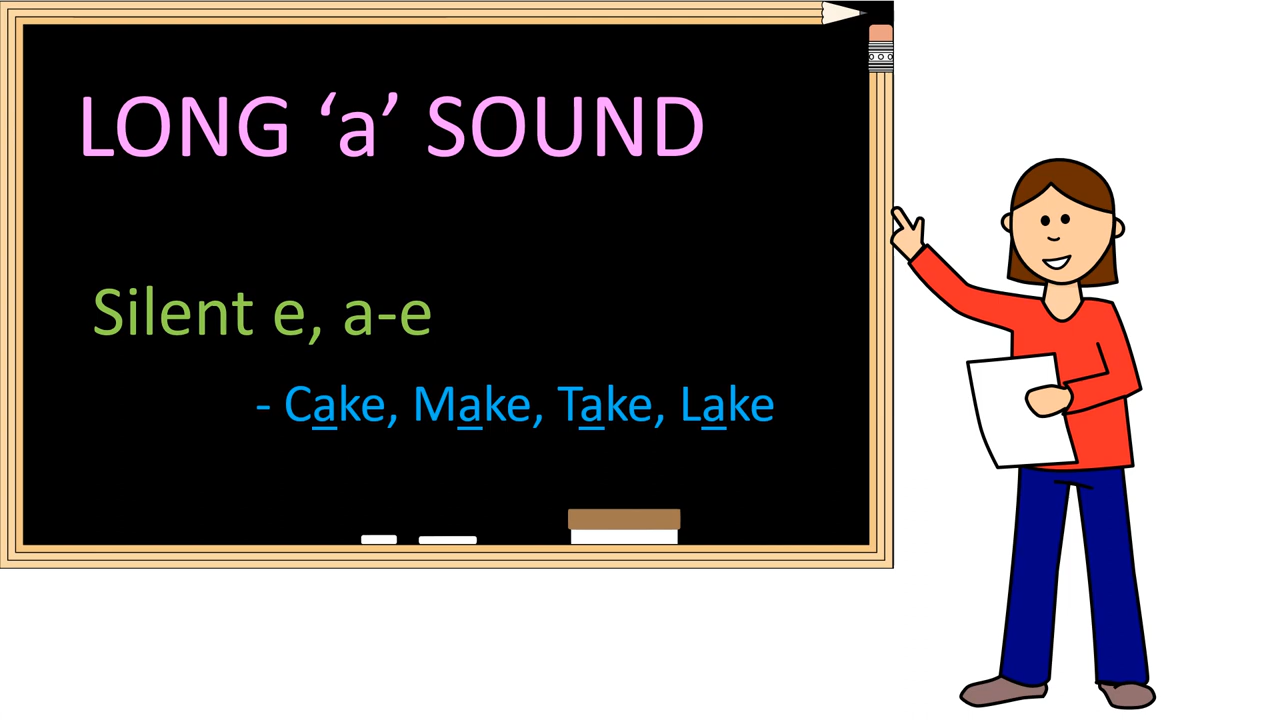 LONG ‘a’ SOUND
Silent e, a-e
- Cake, Make, Take, Lake